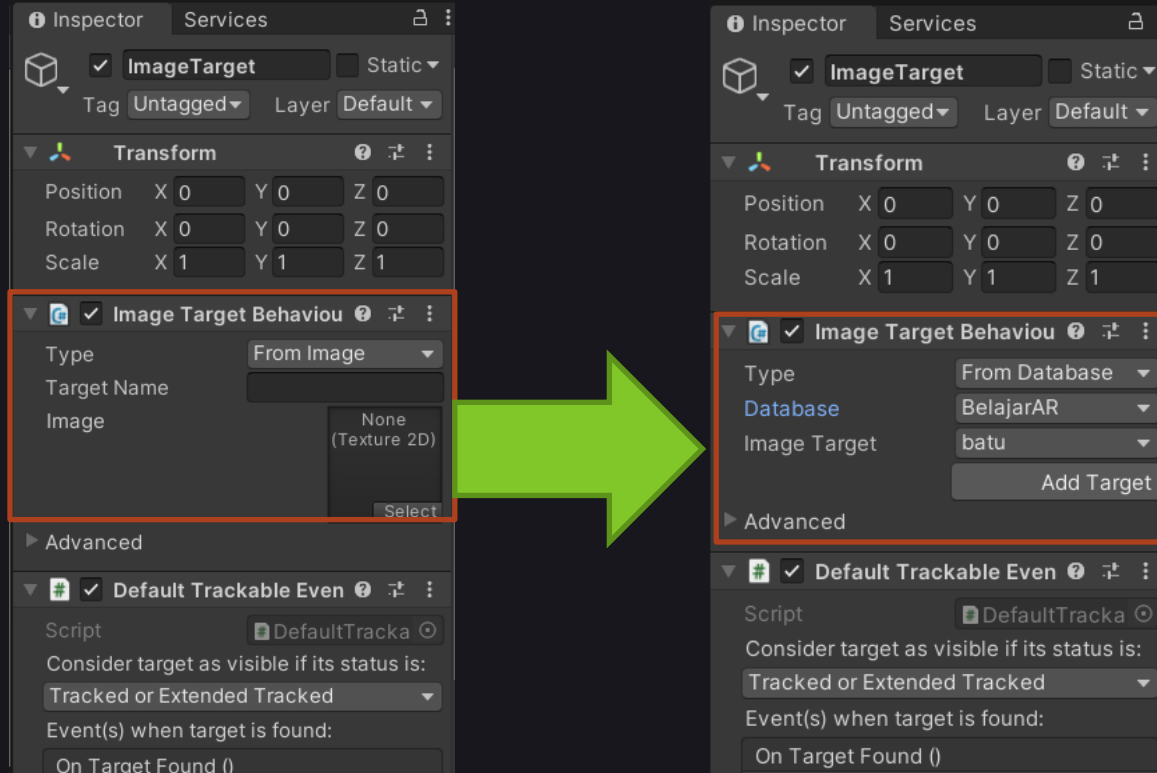 Inspector Services
ImageTarget Static
Tag Untagged Layer Default
Transform
Position X 0 Y 0 Z 0
Rotation X 0 Y 0 Z 0
Scale X 1 Y 1 Z 1
Image Target Behaviou
Type From Image
Target Name
Image None
(Texture 2D)
Select
Advanced
Default Trackable Even
Script DefaultTracka
Consider target as visible if its status is:
Tracked or Extended Tracked
Event(s) when target is found:
On Target Found ()
Inspector Services
ImageTarget Static
Tag Untagged Layer Default
Transform
Position X 0 Y 0 Z 0
Rotation X 0 Y 0 Z 0
Scale X 1 Y 1 Z 1
Image Target Behaviou
Type From Database
Database BelajarAR
Image Target batu
Add Target
Advanced
Default Trackable Even
Script DefaultTracka
Consider target as visible if its status is:
Tracked or Extended Tracked
Event(s) when target is found:
On Target Found ()